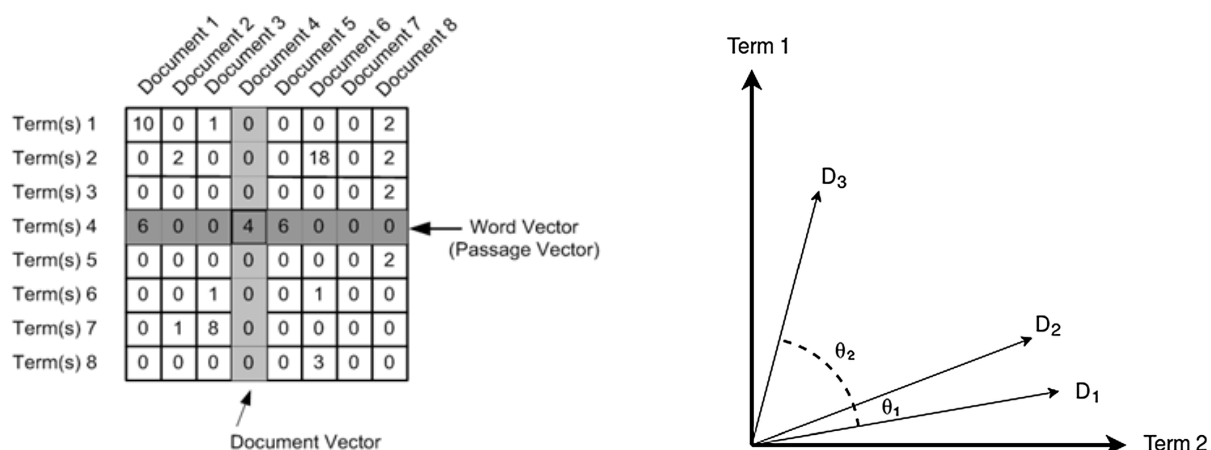 Document 1
Document 2
Document 3
Document 4
Document 5
Document 6
Document 7
Document 8
Term(s) 1 10 0 1 0 0 0 0 2
Term(s) 2 0 2 0 0 0 18 0 2
Term(s) 3 0 0 0 0 0 0 0 2
Term(s) 4 6 0 0 4 6 0 0 0
Term(s) 5 0 0 0 0 0 0 0 2
Term(s) 6 0 0 1 0 0 1 0 0
Term(s) 7 0 1 8 0 0 0 0 0
Term(s) 8 0 0 0 0 0 3 0 0
Word Vector
(Passage Vector)
Document Vector
Term 1
D3
D2
θ2
θ1
D1
Term 2